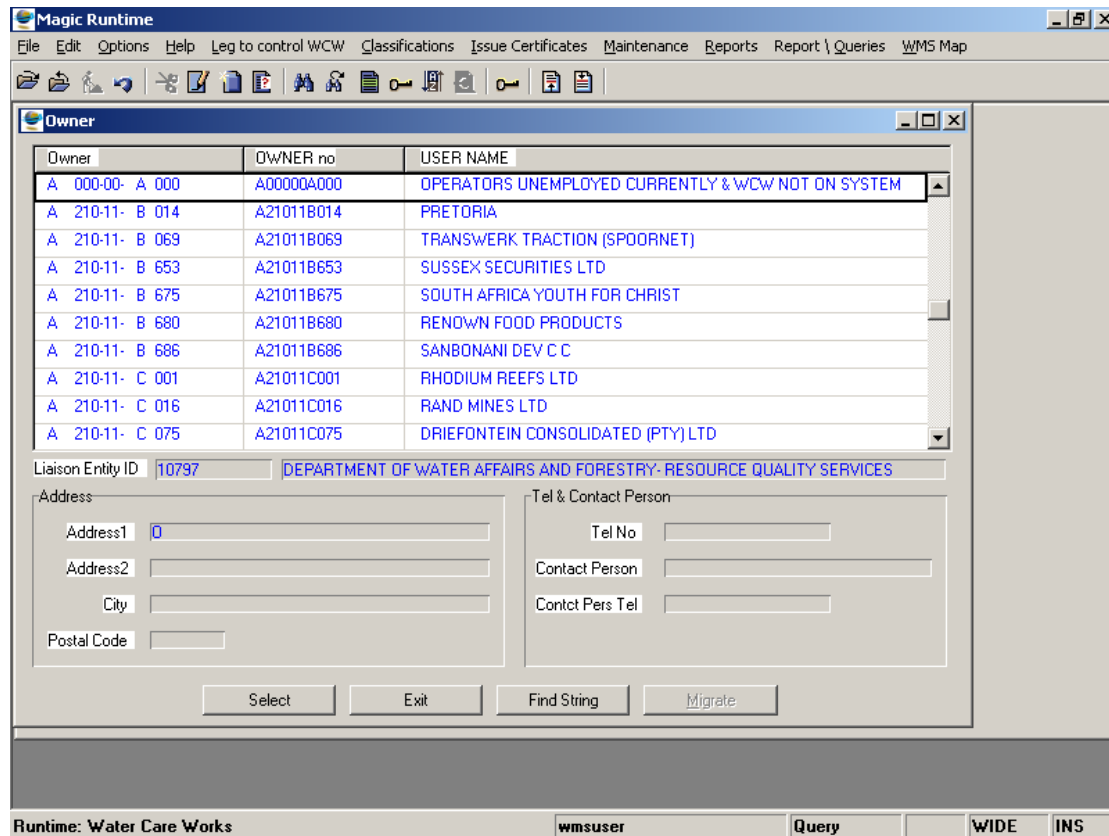 Magic Runtime
File Edit Options Help Leg to control WCW Classifications Issue Certificates Maintenance Reports Report \ Queries WMS Map
Owner
Owner OWNER no USER NAME
A 000-00- A 000 A00000A000 OPERATORS UNEMPLOYED CURRENTLY & WCW NOT ON SYSTEM
A 210-11- B 014 A21011B014 PRETORIA
A 210-11- B 069 A21011B069 TRANSWERK TRACTION (SPOORNET)
A 210-11- B 653 A21011B653 SUSSEX SECURITIES LTD
A 210-11- B 675 A21011B675 SOUTH AFRICA YOUTH FOR CHRIST
A 210-11- B 680 A21011B680 RENOWN FOOD PRODUCTS
A 210-11- B 686 A21011B686 SANBONANI DEV C C
A 210-11- C 001 A21011C001 RHODIUM REEFS LTD
A 210-11- C 016 A21011C016 RAND MINES LTD
A 210-11- C 075 A21011C075 DRIEFONTEIN CONSOLIDATED (PTY) LTD
Liaison Entity ID 10797 DEPARTMENT OF WATER AFFAIRS AND FORESTRY- RESOURCE QUALITY SERVICES
Address Tel & Contact Person
Address1 0 Tel No
Address2 Contact Person
City Contct Pers Tel
Postal Code
Select Exit Find String Migrate
Runtime: Water Care Works wmsuser Query WIDE INS